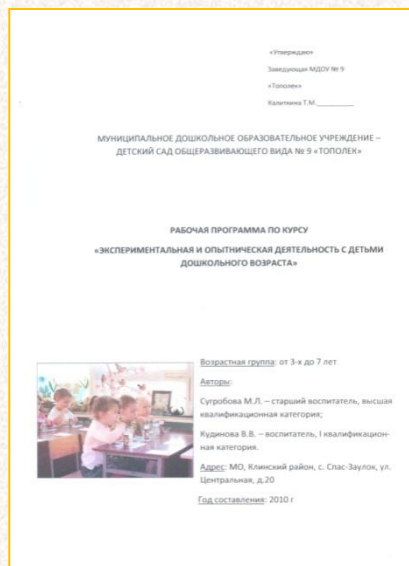 «Утверждаю»
Заведующая МДОУ № 9
«Тополек»
Калиткина Т.М.__________
МУНИЦИПАЛЬНОЕ ДОШКОЛЬНОЕ ОБРАЗОВАТЕЛЬНОЕ УЧРЕЖДЕНИЕ –
ДЕТСКИЙ САД ОБЩЕРАЗВИВАЮЩЕГО ВИДА № 9 «ТОПОЛЕК»
РАБОЧАЯ ПРОГРАММА ПО КУРСУ
«ЭКСПЕРИМЕНТАЛЬНАЯ И ОПЫТНИЧЕСКАЯ ДЕЯТЕЛЬНОСТЬ С ДЕТЬМИ
ДОШКОЛЬНОГО ВОЗРАСТА»
Возрастная группа: от 3-х до 7 лет
Авторы:
Сугробова М.Л. – старший воспитатель, высшая
квалификационная категория;
Кудинова В.В. – воспитатель, I квалификацион-
ная категория.
Адрес: МО, Клинский район, с. Спас-Заулок, ул.
Центральная, д.20
Год составления: 2010 г